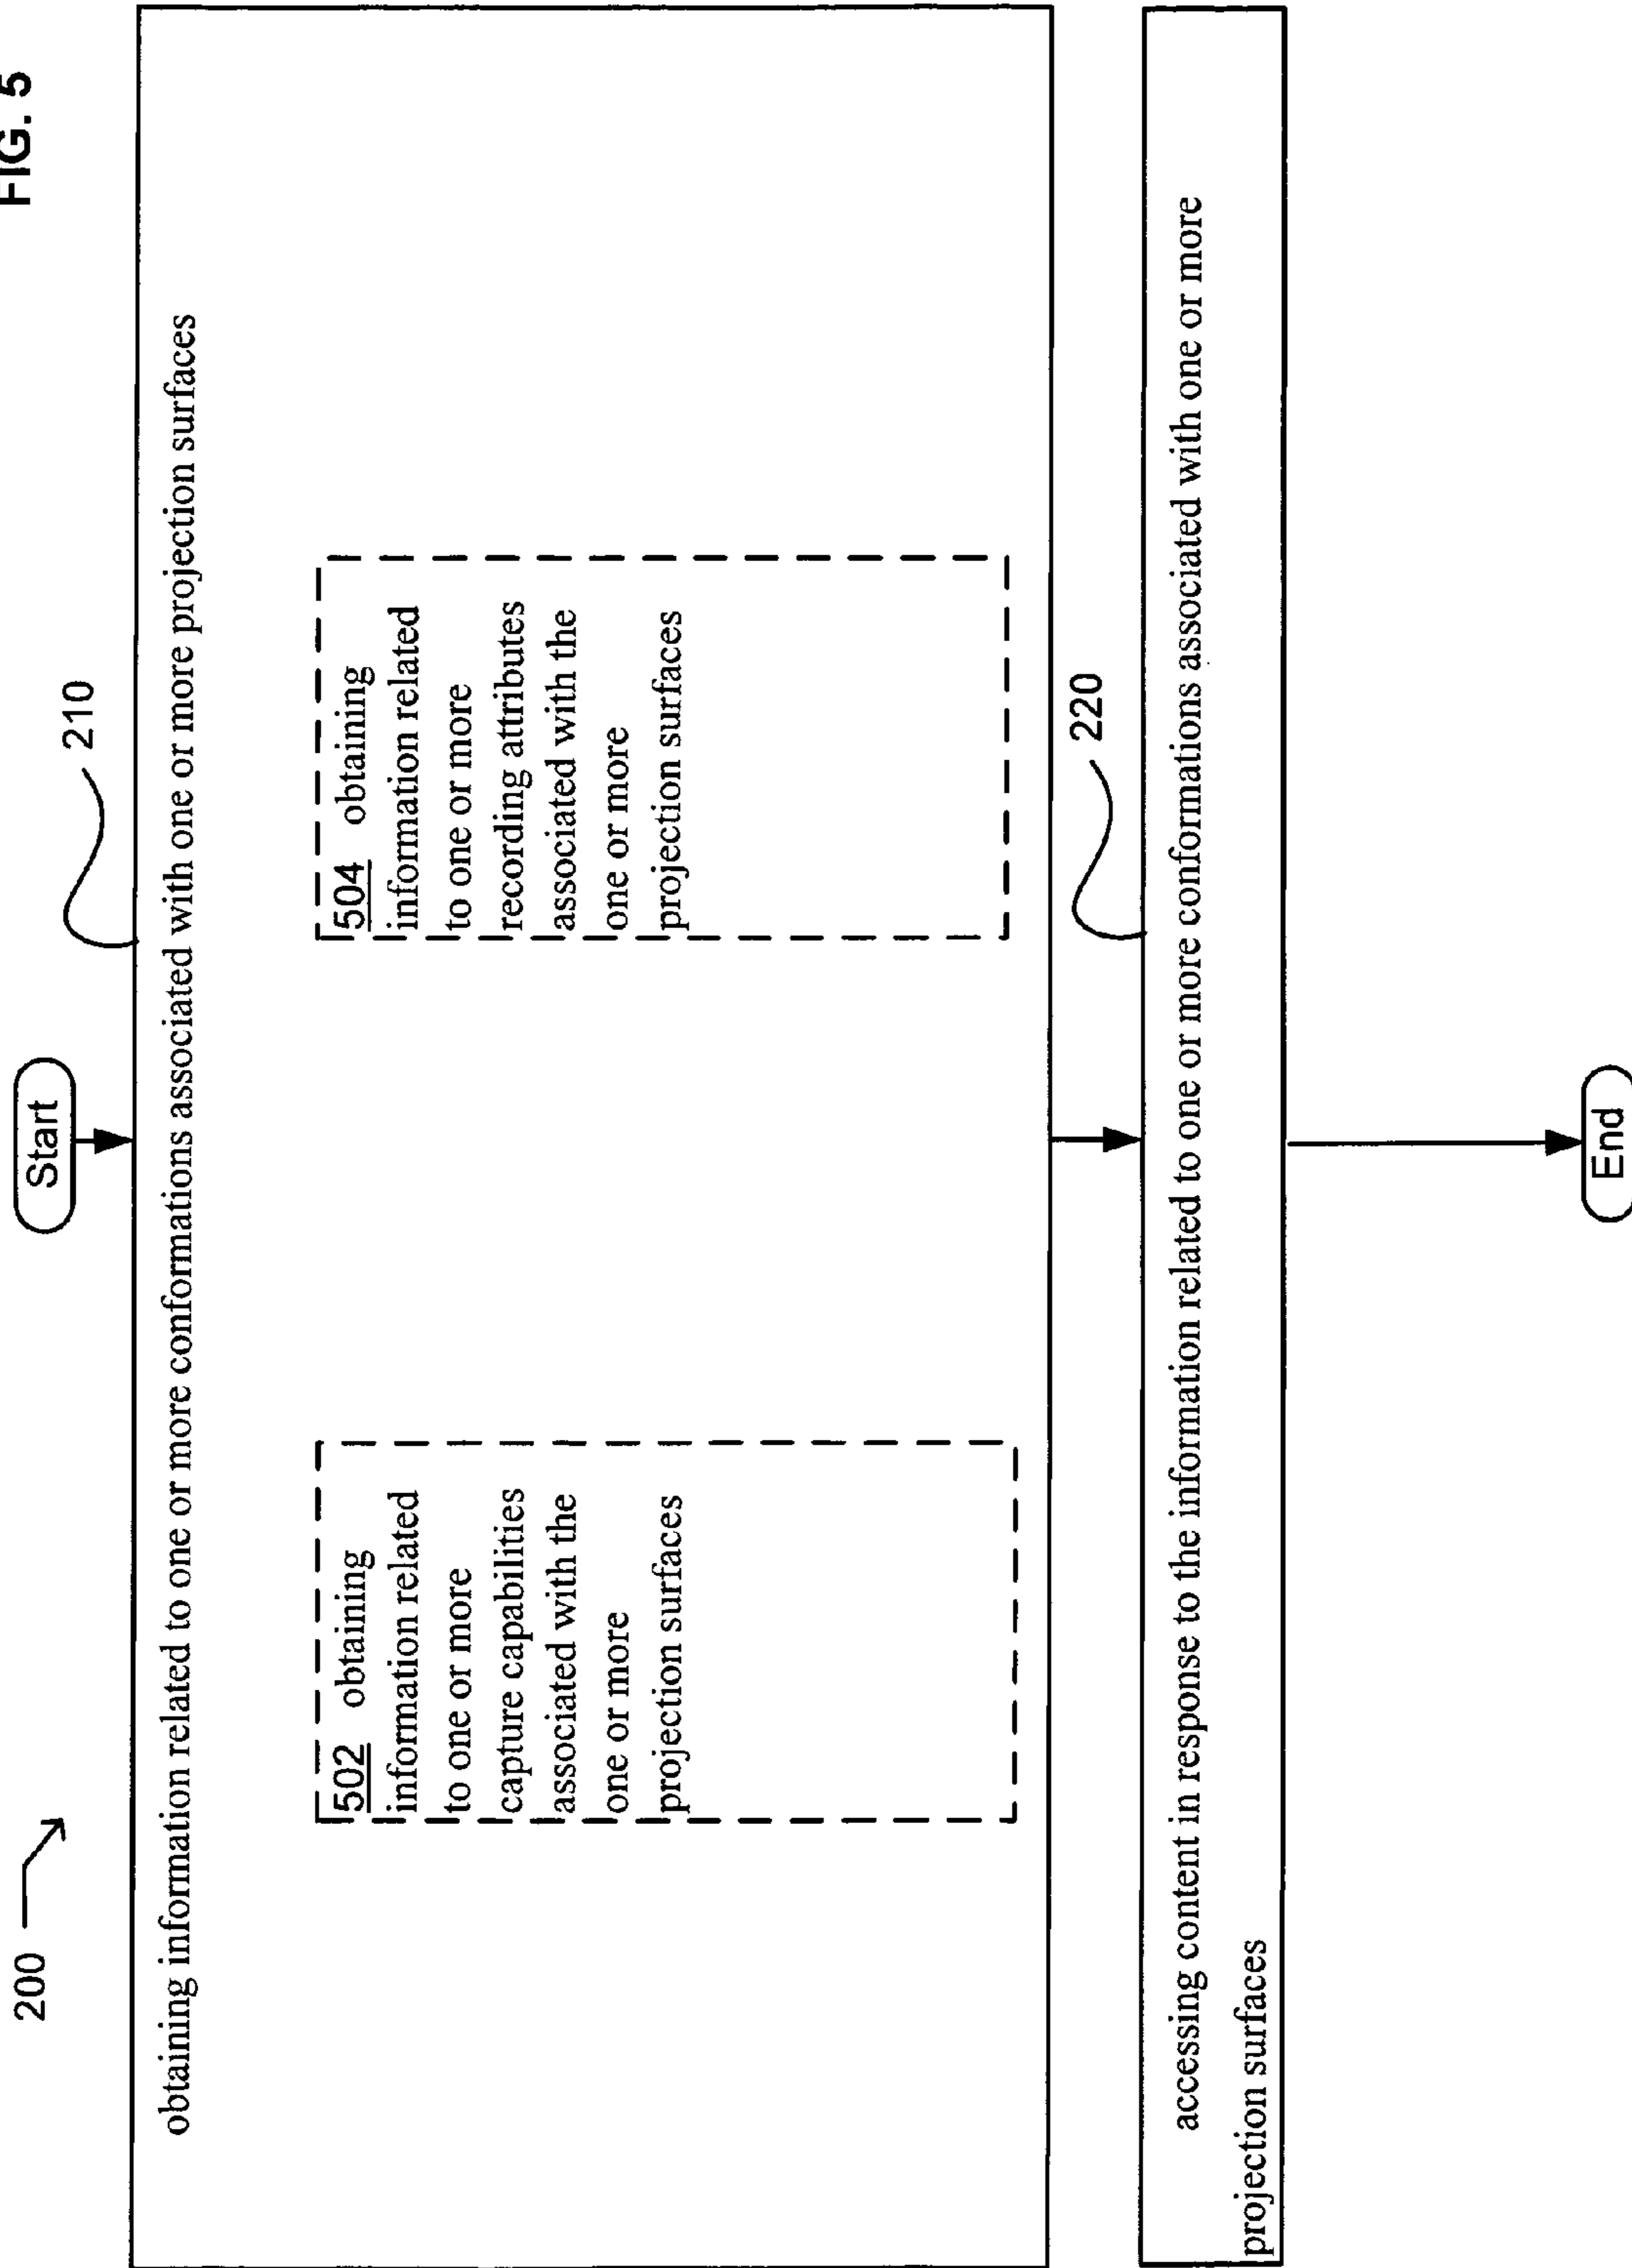 FIG. 5
200
Start
210
obtaining information related to one or more conformations associated with one or more projection surfaces
502 obtaining
information related
to one or more
capture capabilities
associated with the
one or more
projection surfaces
504 obtaining
information related
to one or more
recording attributes
associated with the
one or more
projection surfaces
220
accessing content in response to the information related to one or more conformations associated with one or more
projection surfaces
End